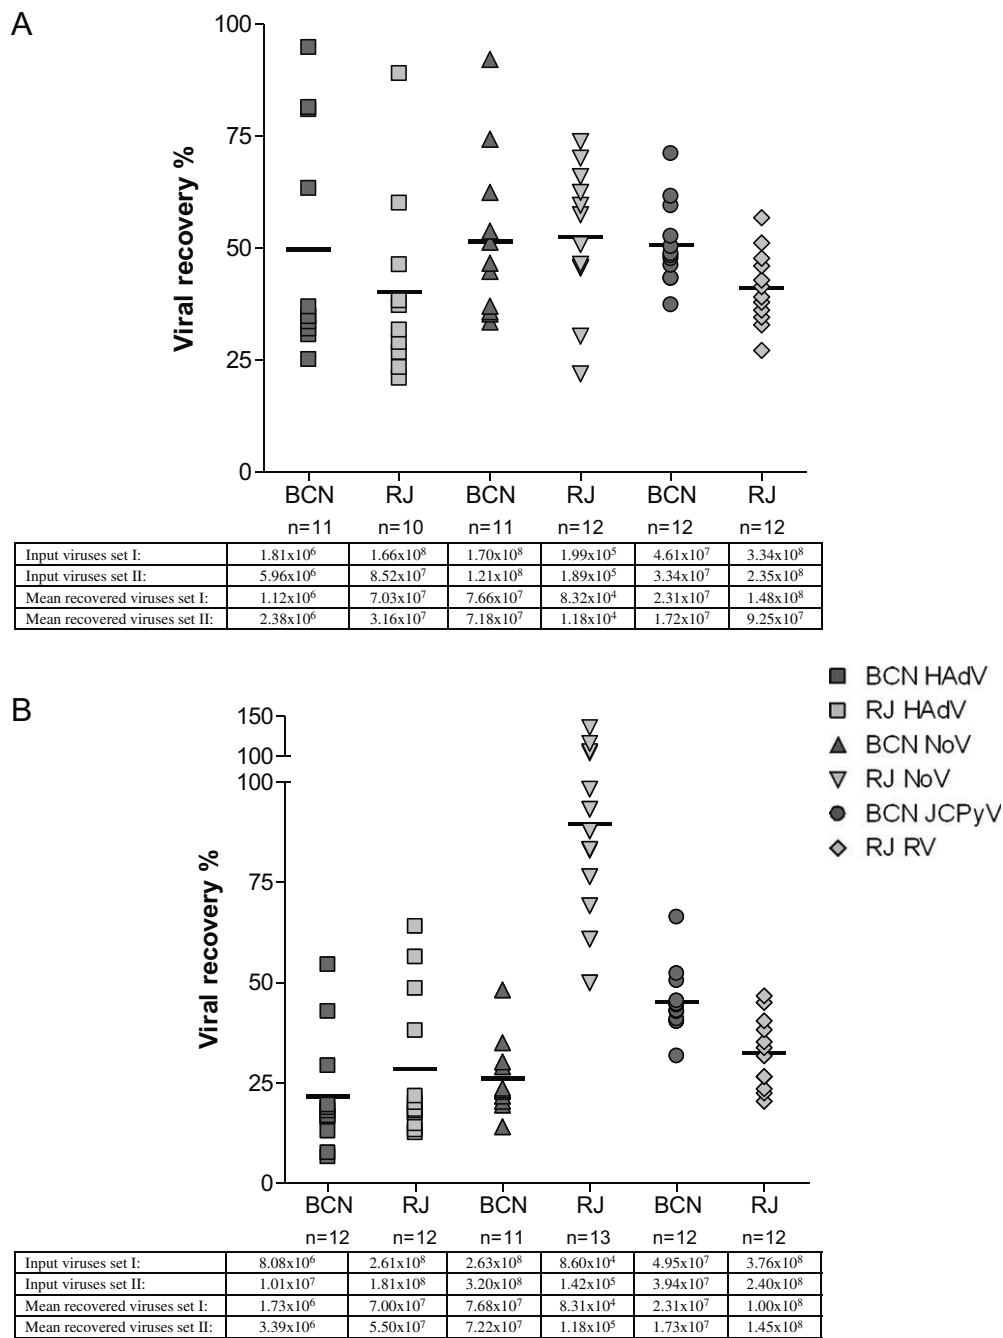 A
100
75
50
25
0
Viral recovery %
BCN RJ BCN RJ BCN RJ
n=11 n=10 n=11 n=12 n=12 n=12
Input viruses set I: 1.81x10⁶ 1.66x10⁸ 1.70x10⁸ 1.99x10⁵ 4.61x10⁷ 3.34x10⁸
Input viruses set II: 5.96x10⁶ 8.52x10⁷ 1.21x10⁸ 1.89x10⁵ 3.34x10⁷ 2.35x10⁸
Mean recovered viruses set I: 1.12x10⁶ 7.03x10⁷ 7.66x10⁷ 8.32x10⁴ 2.31x10⁷ 1.48x10⁸
Mean recovered viruses set II: 2.38x10⁶ 3.16x10⁷ 7.18x10⁷ 1.18x10⁴ 1.72x10⁷ 9.25x10⁷
BCN HAdV
RJ HAdV
BCN NoV
RJ NoV
BCN JCPyV
RJ RV
B
150
100
100
75
50
25
0
Viral recovery %
BCN RJ BCN RJ BCN RJ
n=12 n=12 n=11 n=13 n=12 n=12
Input viruses set I: 8.08x10⁶ 2.61x10⁸ 2.63x10⁸ 8.60x10⁴ 4.95x10⁷ 3.76x10⁸
Input viruses set II: 1.01x10⁷ 1.81x10⁸ 3.20x10⁸ 1.42x10⁵ 3.94x10⁷ 2.40x10⁸
Mean recovered viruses set I: 1.73x10⁶ 7.00x10⁷ 7.68x10⁷ 8.31x10⁴ 2.31x10⁷ 1.00x10⁸
Mean recovered viruses set II: 3.39x10⁶ 5.50x10⁷ 7.22x10⁷ 1.18x10⁵ 1.73x10⁷ 1.45x10⁸